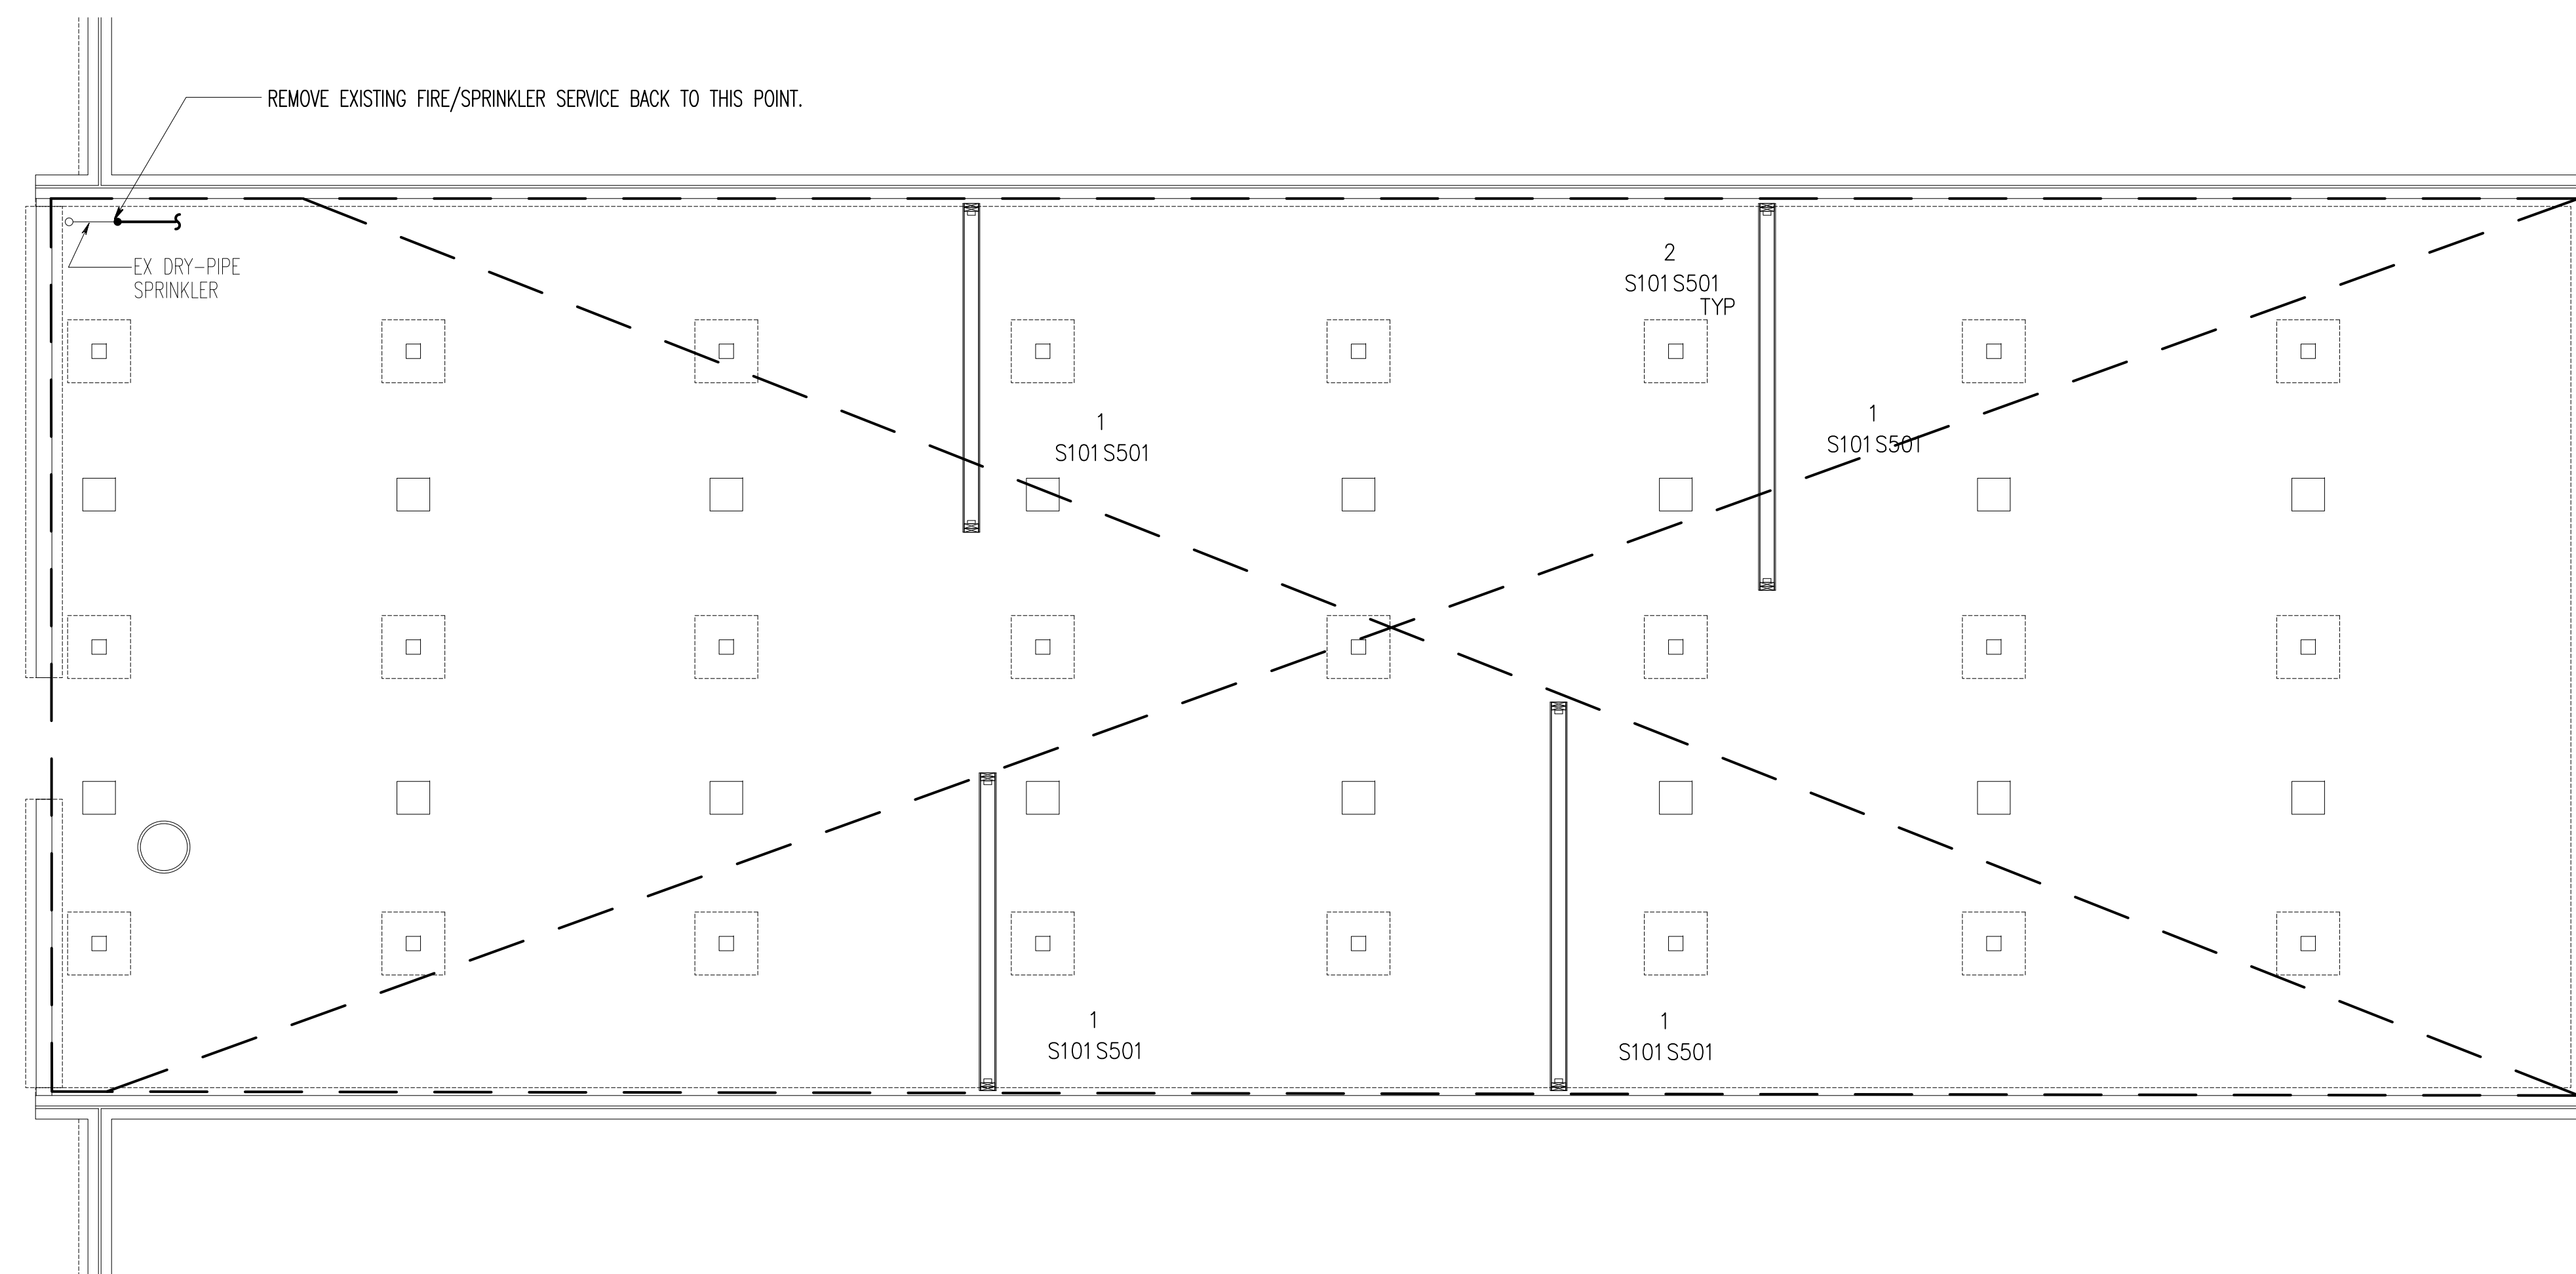 REMOVE EXISTING FIRE/SPRINKLER SERVICE BACK TO THIS POINT.
EX DRY-PIPE
SPRINKLER
2
S101 S501
TYP
1
S101 S501
1
S101 S501
1
S101 S501
1
S101 S501